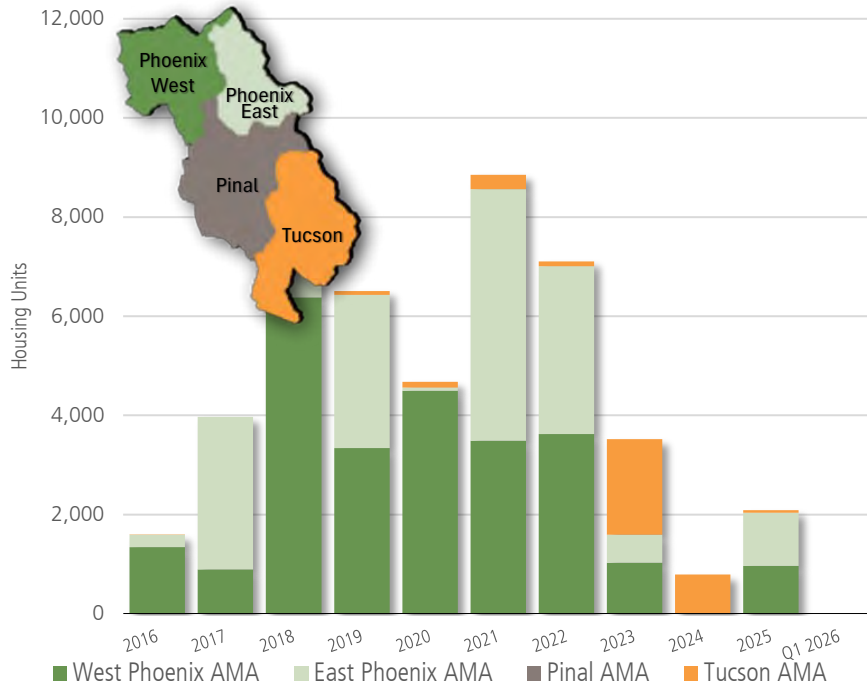 12,000
10,000
8,000
6,000
4,000
2,000
0
Housing Units
Phoenix
West
Phoenix
East
Pinal
Tucson
2016 2017 2018 2019 2020 2021 2022 2023 2024 2025 Q1 2026
West Phoenix AMA East Phoenix AMA Pinal AMA Tucson AMA